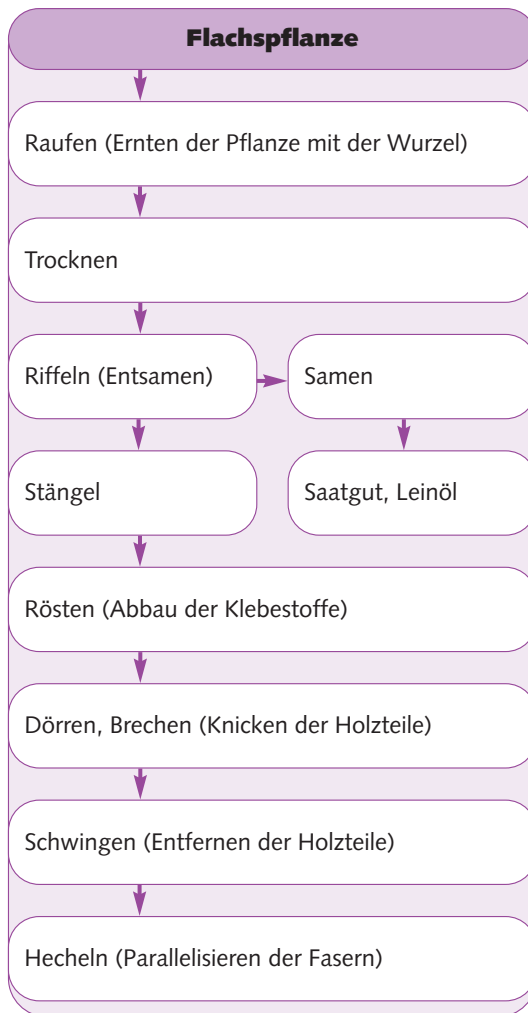 Flachspflanze
Raufen (Ernten der Pflanze mit der Wurzel)
Trocknen
Riffeln (Entsamen)
Samen
Stängel
Saatgut, Leinöl
Rösten (Abbau der Klebestoffe)
Dörren, Brechen (Knicken der Holzteile)
Schwingen (Entfernen der Holzteile)
Hecheln (Parallelisieren der Fasern)